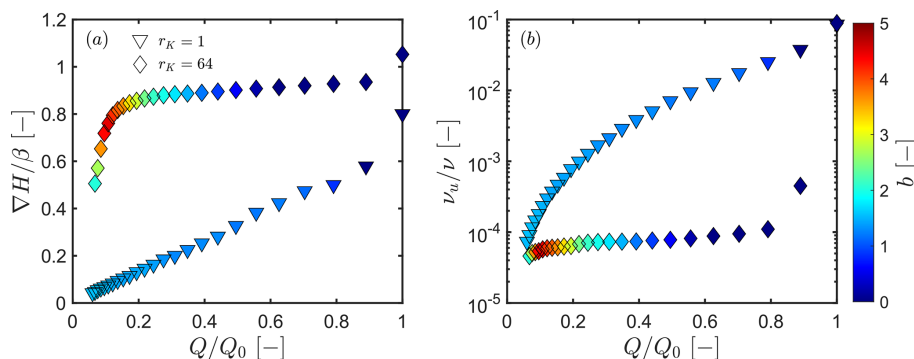 (a)
r_K = 1
r_K = 64
∇H/β [−]
1.2
1
0.8
0.6
0.4
0.2
0
0 0.2 0.4 0.6 0.8 1
Q/Q_0 [−]
(b)
ν_u/ν [−]
10^-1
10^-2
10^-3
10^-4
10^-5
0 0.2 0.4 0.6 0.8 1
Q/Q_0 [−]
5
4
3
2
1
0
b [−]